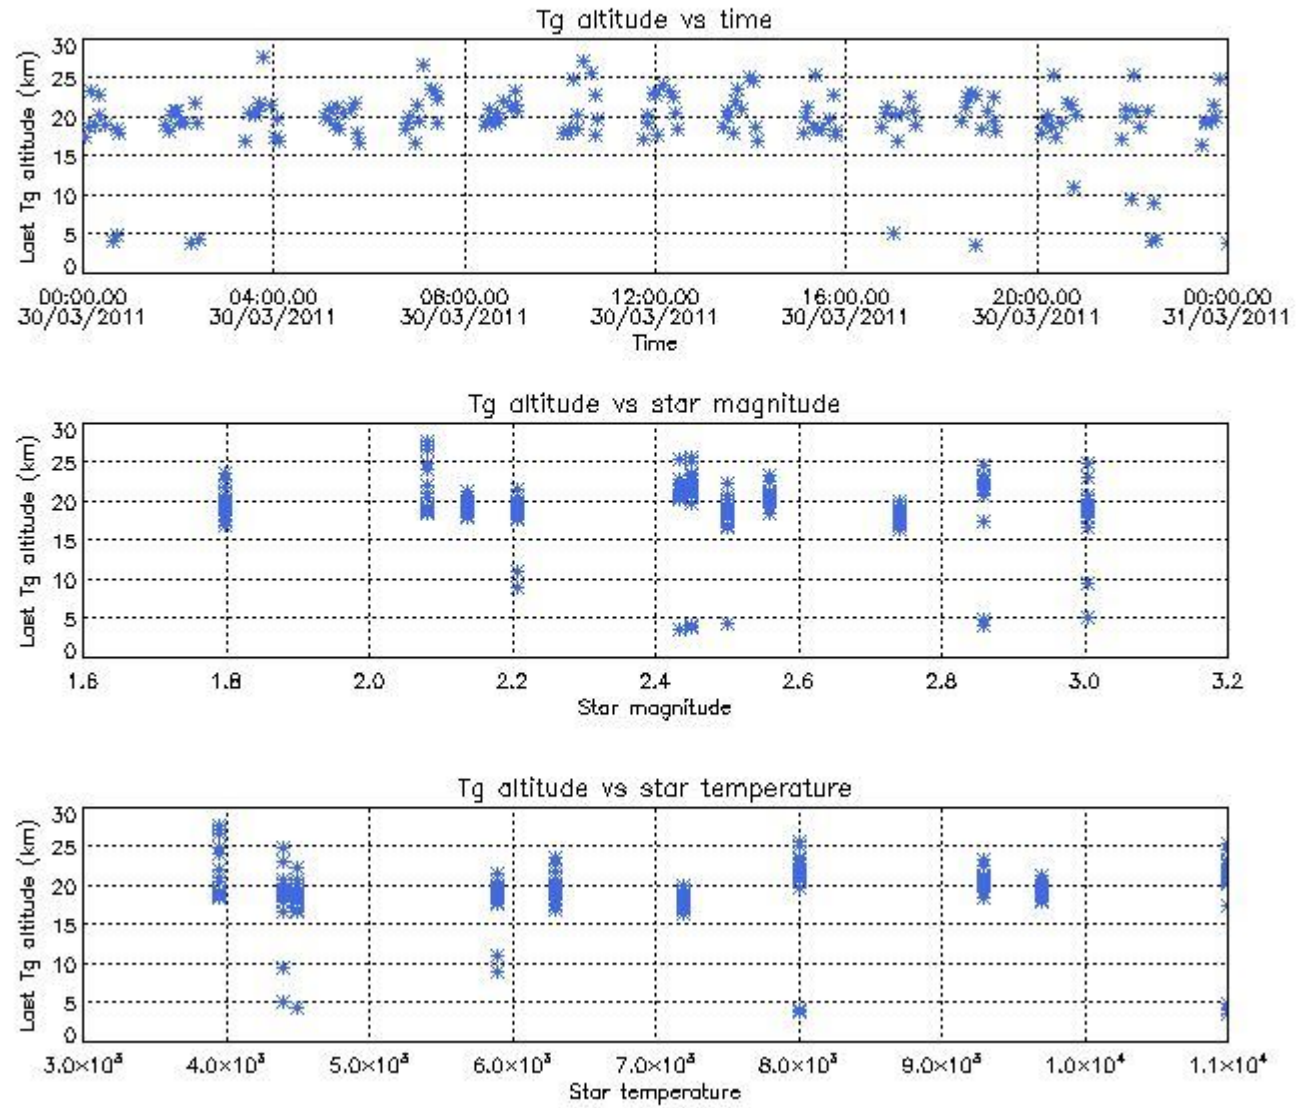 Tg altitude vs time
30
25
20
15
10
5
0
Last Tg altitude (km)
00:00.00 04:00.00 08:00.00 12:00.00 16:00.00 20:00.00 00:00.00
30/03/2011 30/03/2011 30/03/2011 30/03/2011 30/03/2011 30/03/2011 31/03/2011
Time
Tg altitude vs star magnitude
30
25
20
15
10
5
0
Last Tg altitude (km)
1.6 1.8 2.0 2.2 2.4 2.6 2.8 3.0 3.2
Star magnitude
Tg altitude vs star temperature
30
25
20
15
10
5
0
Last Tg altitude (km)
3.0×10³ 4.0×10³ 5.0×10³ 6.0×10³ 7.0×10³ 8.0×10³ 9.0×10³ 1.0×10⁴ 1.1×10⁴
Star temperature